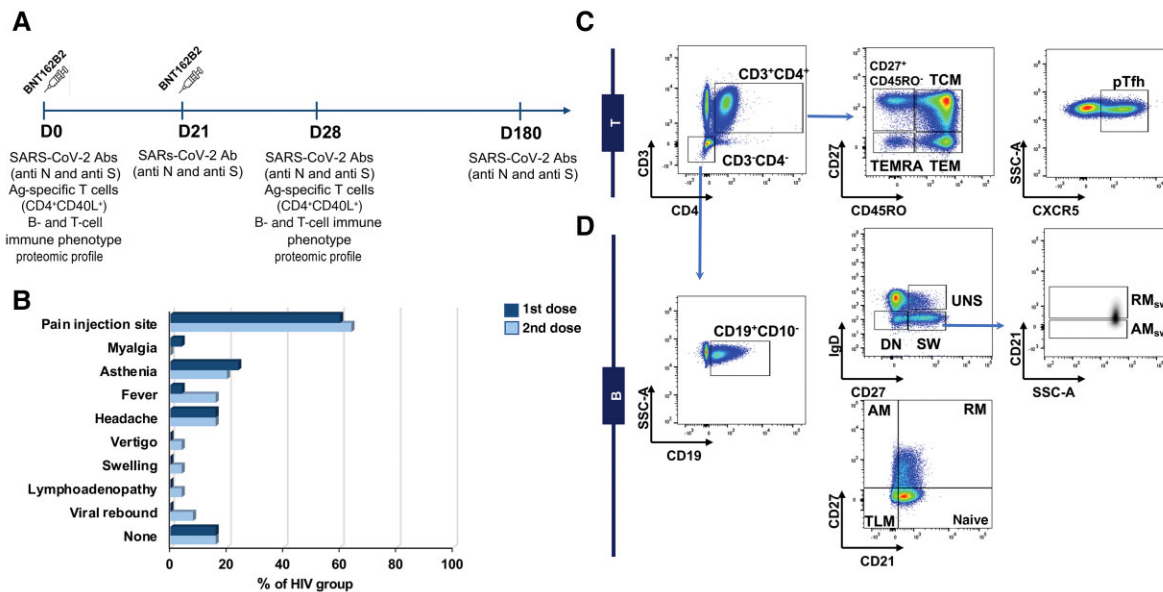 A
BNT162B2
BNT162B2
D0
D21
D28
D180
SARS-CoV-2 Abs
(anti N and anti S)
Ag-specific T cells
(CD4⁺CD40L⁺)
B- and T-cell
immune phenotype
proteomic profile
SARs-CoV-2 Ab
(anti N and anti S)
SARS-CoV-2 Abs
(anti N and anti S)
Ag-specific T cells
(CD4⁺CD40L⁺)
B- and T-cell immune
phenotype
proteomic profile
SARS-CoV-2 Abs
(anti N and anti S)
B
1st dose
2nd dose
Pain injection site
Myalgia
Asthenia
Fever
Headache
Vertigo
Swelling
Lymphoadenopathy
Viral rebound
None
0 20 40 60 80 100
% of HIV group
C
T
CD3⁺CD4⁺
CD3⁻CD4⁻
CD3
CD4
CD27⁺
CD45RO⁻
TCM
TEMRA
TEM
CD27
CD45RO
pTfh
SSC-A
CXCR5
D
B
CD19⁺CD10⁻
SSC-A
CD19
UNS
DN
SW
IgD
CD27
RMsw
AMsw
CD21
SSC-A
AM
RM
TLM
Naive
CD27
CD21